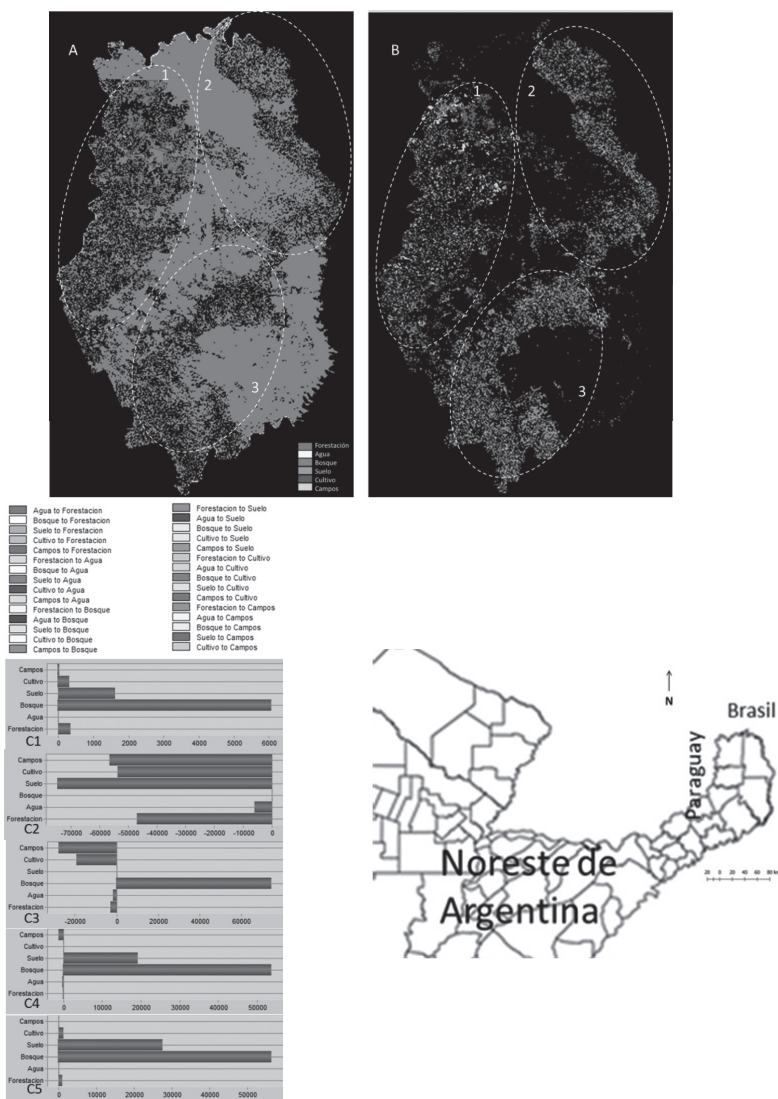 A
B
1
2
3
1
2
3
Forestación
Agua
Bosque
Suelo
Cultivo
Campos
Agua to Forestacion
Bosque to Forestacion
Suelo to Forestacion
Cultivo to Forestacion
Campos to Forestacion
Forestacion to Agua
Bosque to Agua
Suelo to Agua
Cultivo to Agua
Campos to Agua
Forestacion to Bosque
Agua to Bosque
Suelo to Bosque
Cultivo to Bosque
Campos to Bosque
Forestacion to Suelo
Agua to Suelo
Bosque to Suelo
Cultivo to Suelo
Campos to Suelo
Forestacion to Cultivo
Agua to Cultivo
Bosque to Cultivo
Suelo to Cultivo
Campos to Cultivo
Forestacion to Campos
Agua to Campos
Bosque to Campos
Suelo to Campos
Cultivo to Campos
Campos
Cultivo
Suelo
Bosque
Agua
Forestacion
C1
0 1000 2000 3000 4000 5000 6000
Campos
Cultivo
Suelo
Bosque
Agua
Forestacion
C2
-70000 -60000 -50000 -40000 -30000 -20000 -10000 0
Campos
Cultivo
Suelo
Bosque
Agua
Forestacion
C3
-20000 0 20000 40000 60000
Campos
Cultivo
Suelo
Bosque
Agua
Forestacion
C4
0 10000 20000 30000 40000 50000
Campos
Cultivo
Suelo
Bosque
Agua
Forestacion
C5
0 10000 20000 30000 40000 50000
N
Brasil
Paraguay
Noreste de
Argentina
20 0 20 40 60 80 km